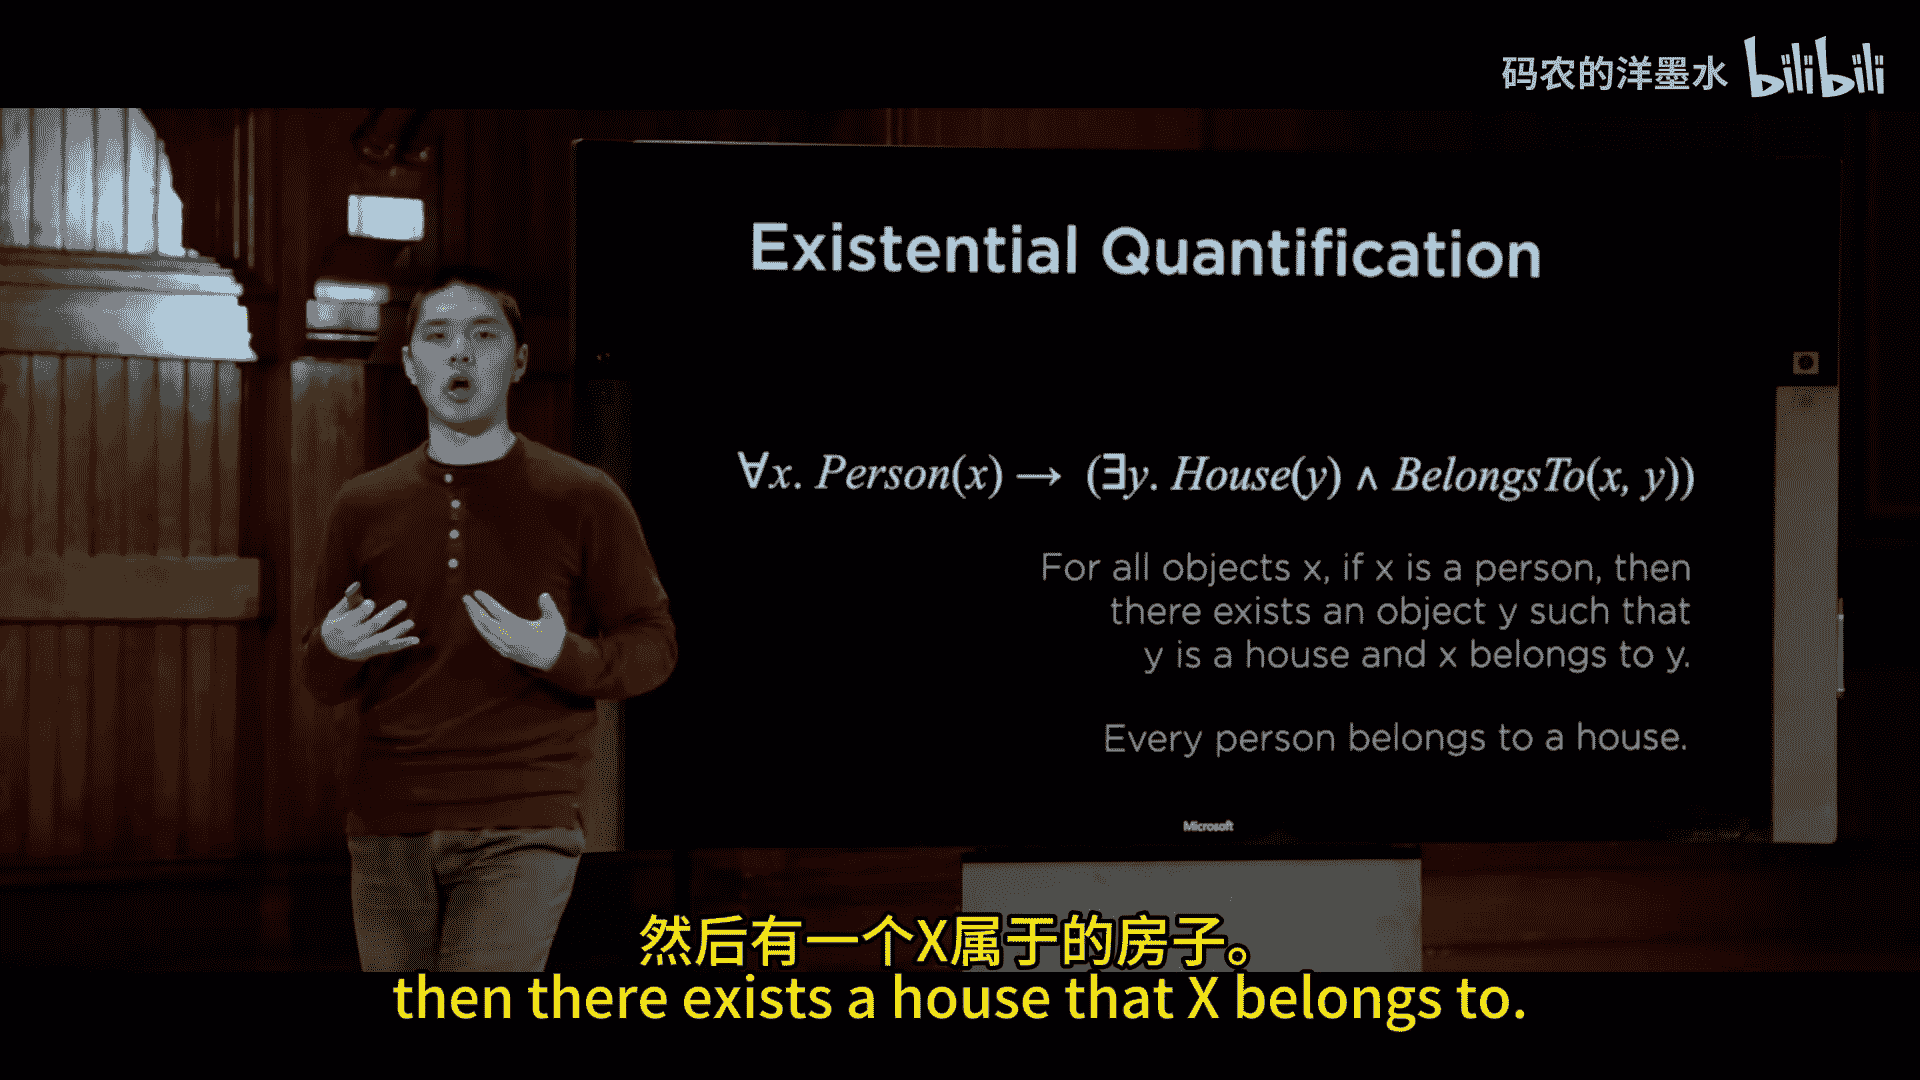 码农的洋墨水 bilibili
Existential Quantification
∀x. Person(x) → (∃y. House(y) ∧ BelongsTo(x, y))
For all objects x, if x is a person, then
there exists an object y such that
y is a house and x belongs to y.
Every person belongs to a house.
Microsoft
然后有一个X属于的房子。
then there exists a house that X belongs to.